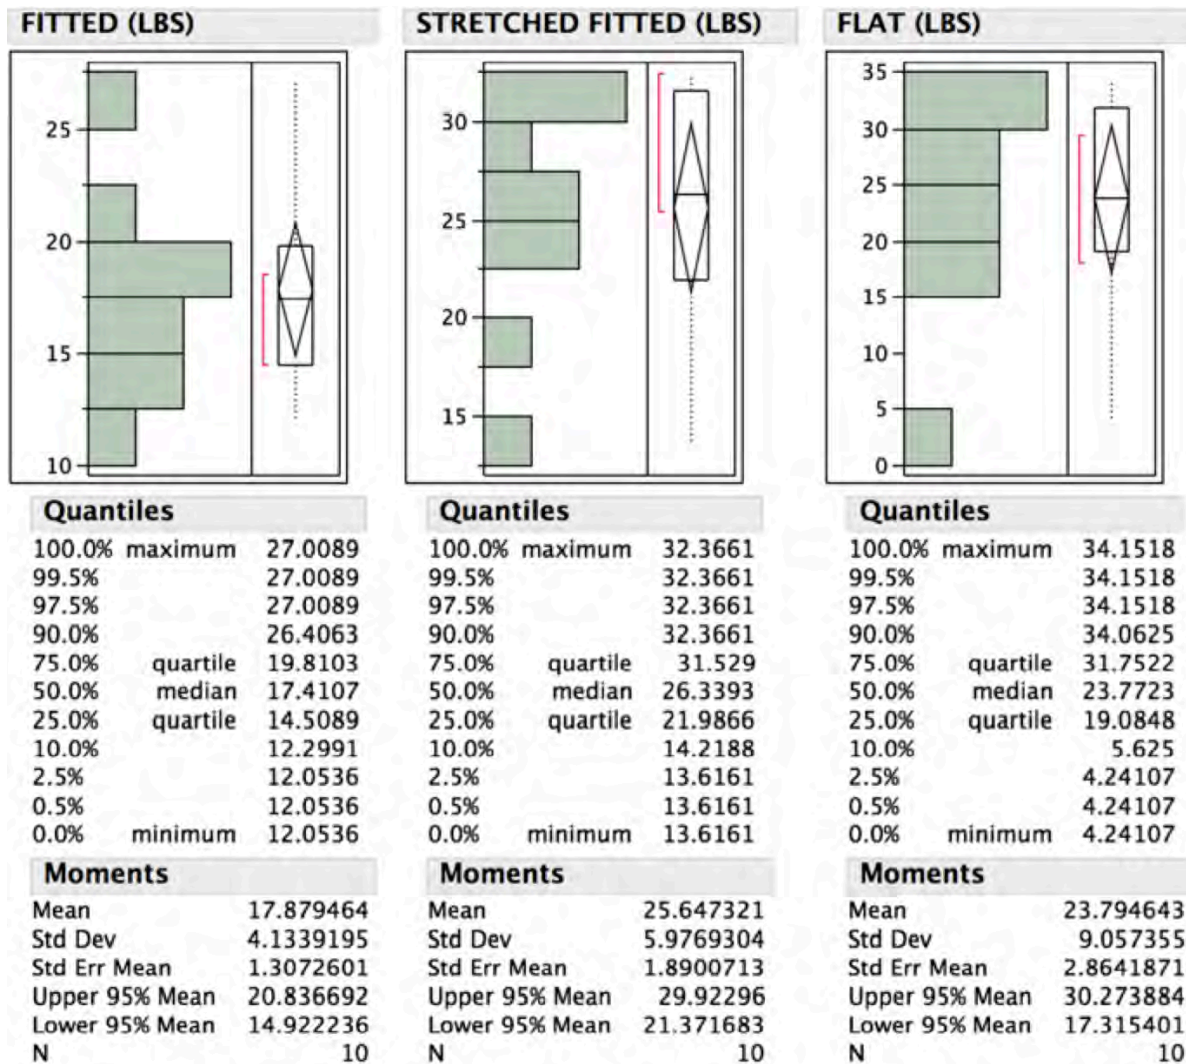 FITTED (LBS)
25
20
15
10
Quantiles
100.0% maximum 27.0089
99.5% 27.0089
97.5% 27.0089
90.0% 26.4063
75.0% quartile 19.8103
50.0% median 17.4107
25.0% quartile 14.5089
10.0% 12.2991
2.5% 12.0536
0.5% 12.0536
0.0% minimum 12.0536
Moments
Mean 17.879464
Std Dev 4.1339195
Std Err Mean 1.3072601
Upper 95% Mean 20.836692
Lower 95% Mean 14.922236
N 10
STRETCHED FITTED (LBS)
30
25
20
15
Quantiles
100.0% maximum 32.3661
99.5% 32.3661
97.5% 32.3661
90.0% 32.3661
75.0% quartile 31.529
50.0% median 26.3393
25.0% quartile 21.9866
10.0% 14.2188
2.5% 13.6161
0.5% 13.6161
0.0% minimum 13.6161
Moments
Mean 25.647321
Std Dev 5.9769304
Std Err Mean 1.8900713
Upper 95% Mean 29.92296
Lower 95% Mean 21.371683
N 10
FLAT (LBS)
35
30
25
20
15
10
5
0
Quantiles
100.0% maximum 34.1518
99.5% 34.1518
97.5% 34.1518
90.0% 34.0625
75.0% quartile 31.7522
50.0% median 23.7723
25.0% quartile 19.0848
10.0% 5.625
2.5% 4.24107
0.5% 4.24107
0.0% minimum 4.24107
Moments
Mean 23.794643
Std Dev 9.057355
Std Err Mean 2.8641871
Upper 95% Mean 30.273884
Lower 95% Mean 17.315401
N 10